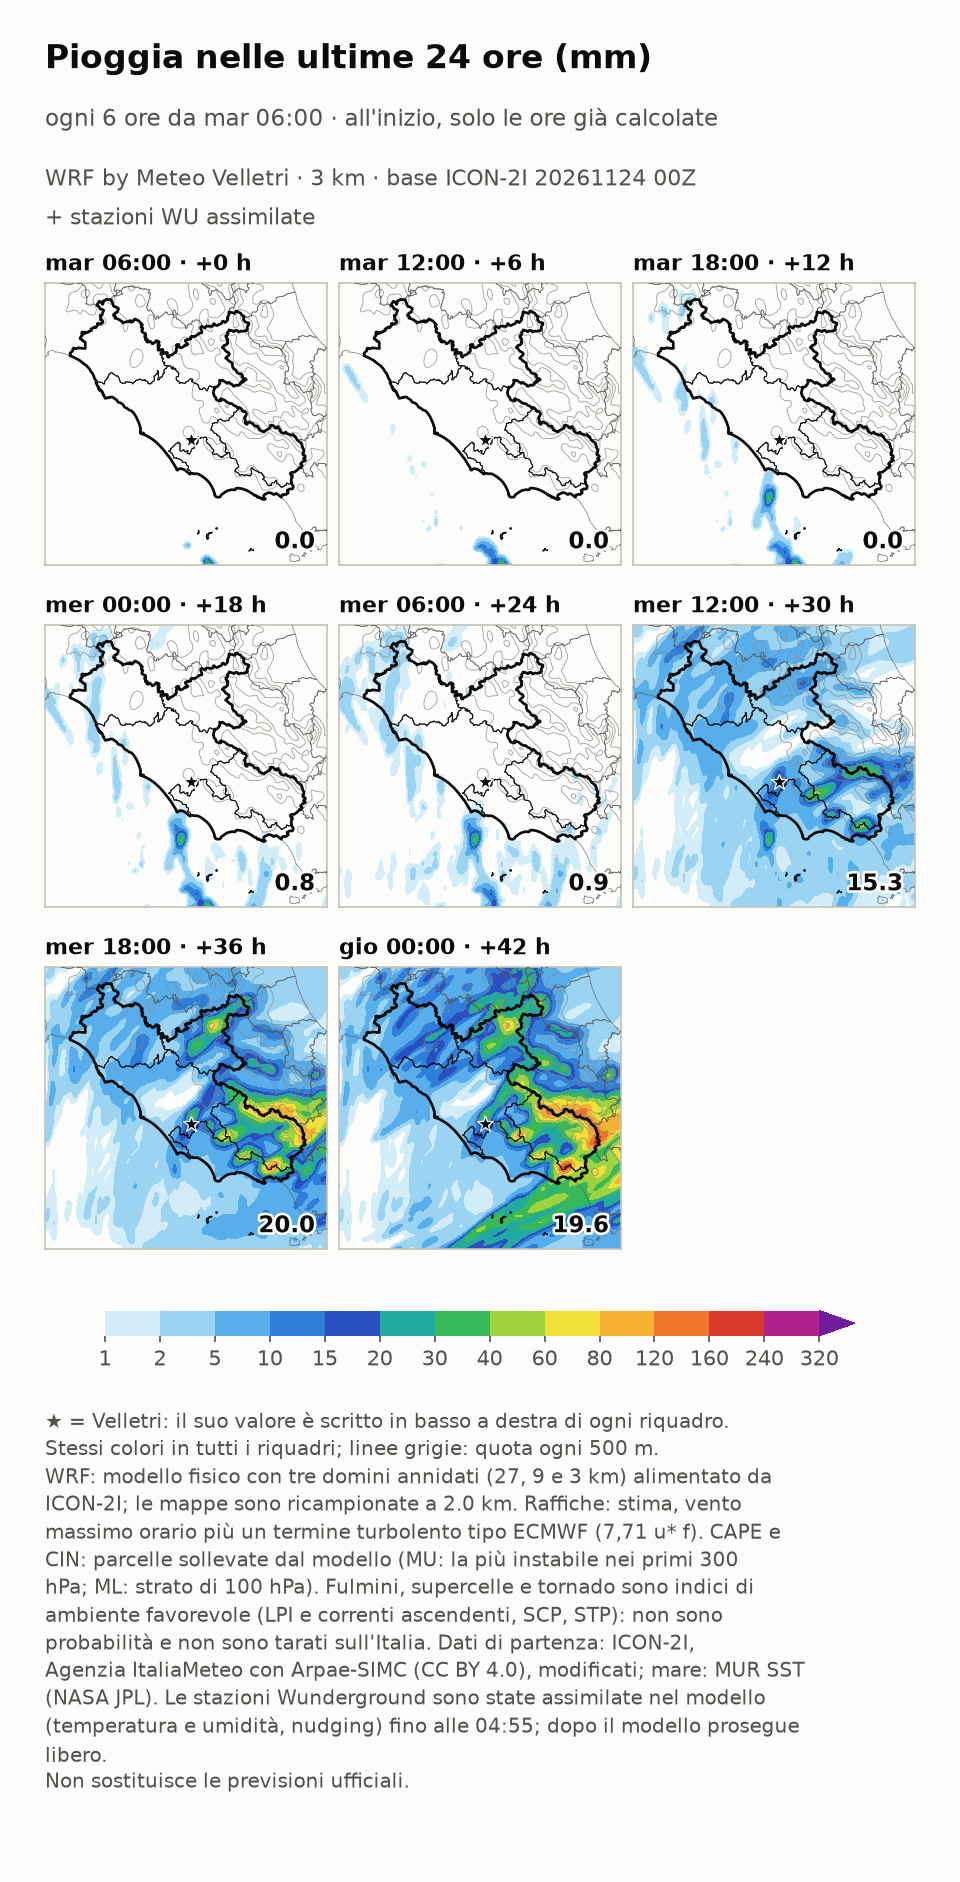 Pioggia nelle ultime 24 ore (mm)
ogni 6 ore da mar 06:00 · all'inizio, solo le ore già calcolate
WRF by Meteo Velletri · 3 km · base ICON-2I 20261124 00Z
+ stazioni WU assimilate
mar 06:00 · +0 h
mar 12:00 · +6 h
mar 18:00 · +12 h
0.0
0.0
0.0
mer 00:00 · +18 h
mer 06:00 · +24 h
mer 12:00 · +30 h
0.8
0.9
15.3
mer 18:00 · +36 h
gio 00:00 · +42 h
20.0
19.6
1 2 5 10 15 20 30 40 60 80 120 160 240 320
★ = Velletri: il suo valore è scritto in basso a destra di ogni riquadro.
Stessi colori in tutti i riquadri; linee grigie: quota ogni 500 m.
WRF: modello fisico con tre domini annidati (27, 9 e 3 km) alimentato da
ICON-2I; le mappe sono ricampionate a 2.0 km. Raffiche: stima, vento
massimo orario più un termine turbolento tipo ECMWF (7,71 u* f). CAPE e
CIN: parcelle sollevate dal modello (MU: la più instabile nei primi 300
hPa; ML: strato di 100 hPa). Fulmini, supercelle e tornado sono indici di
ambiente favorevole (LPI e correnti ascendenti, SCP, STP): non sono
probabilità e non sono tarati sull'Italia. Dati di partenza: ICON-2I,
Agenzia ItaliaMeteo con Arpae-SIMC (CC BY 4.0), modificati; mare: MUR SST
(NASA JPL). Le stazioni Wunderground sono state assimilate nel modello
(temperatura e umidità, nudging) fino alle 04:55; dopo il modello prosegue
libero.
Non sostituisce le previsioni ufficiali.